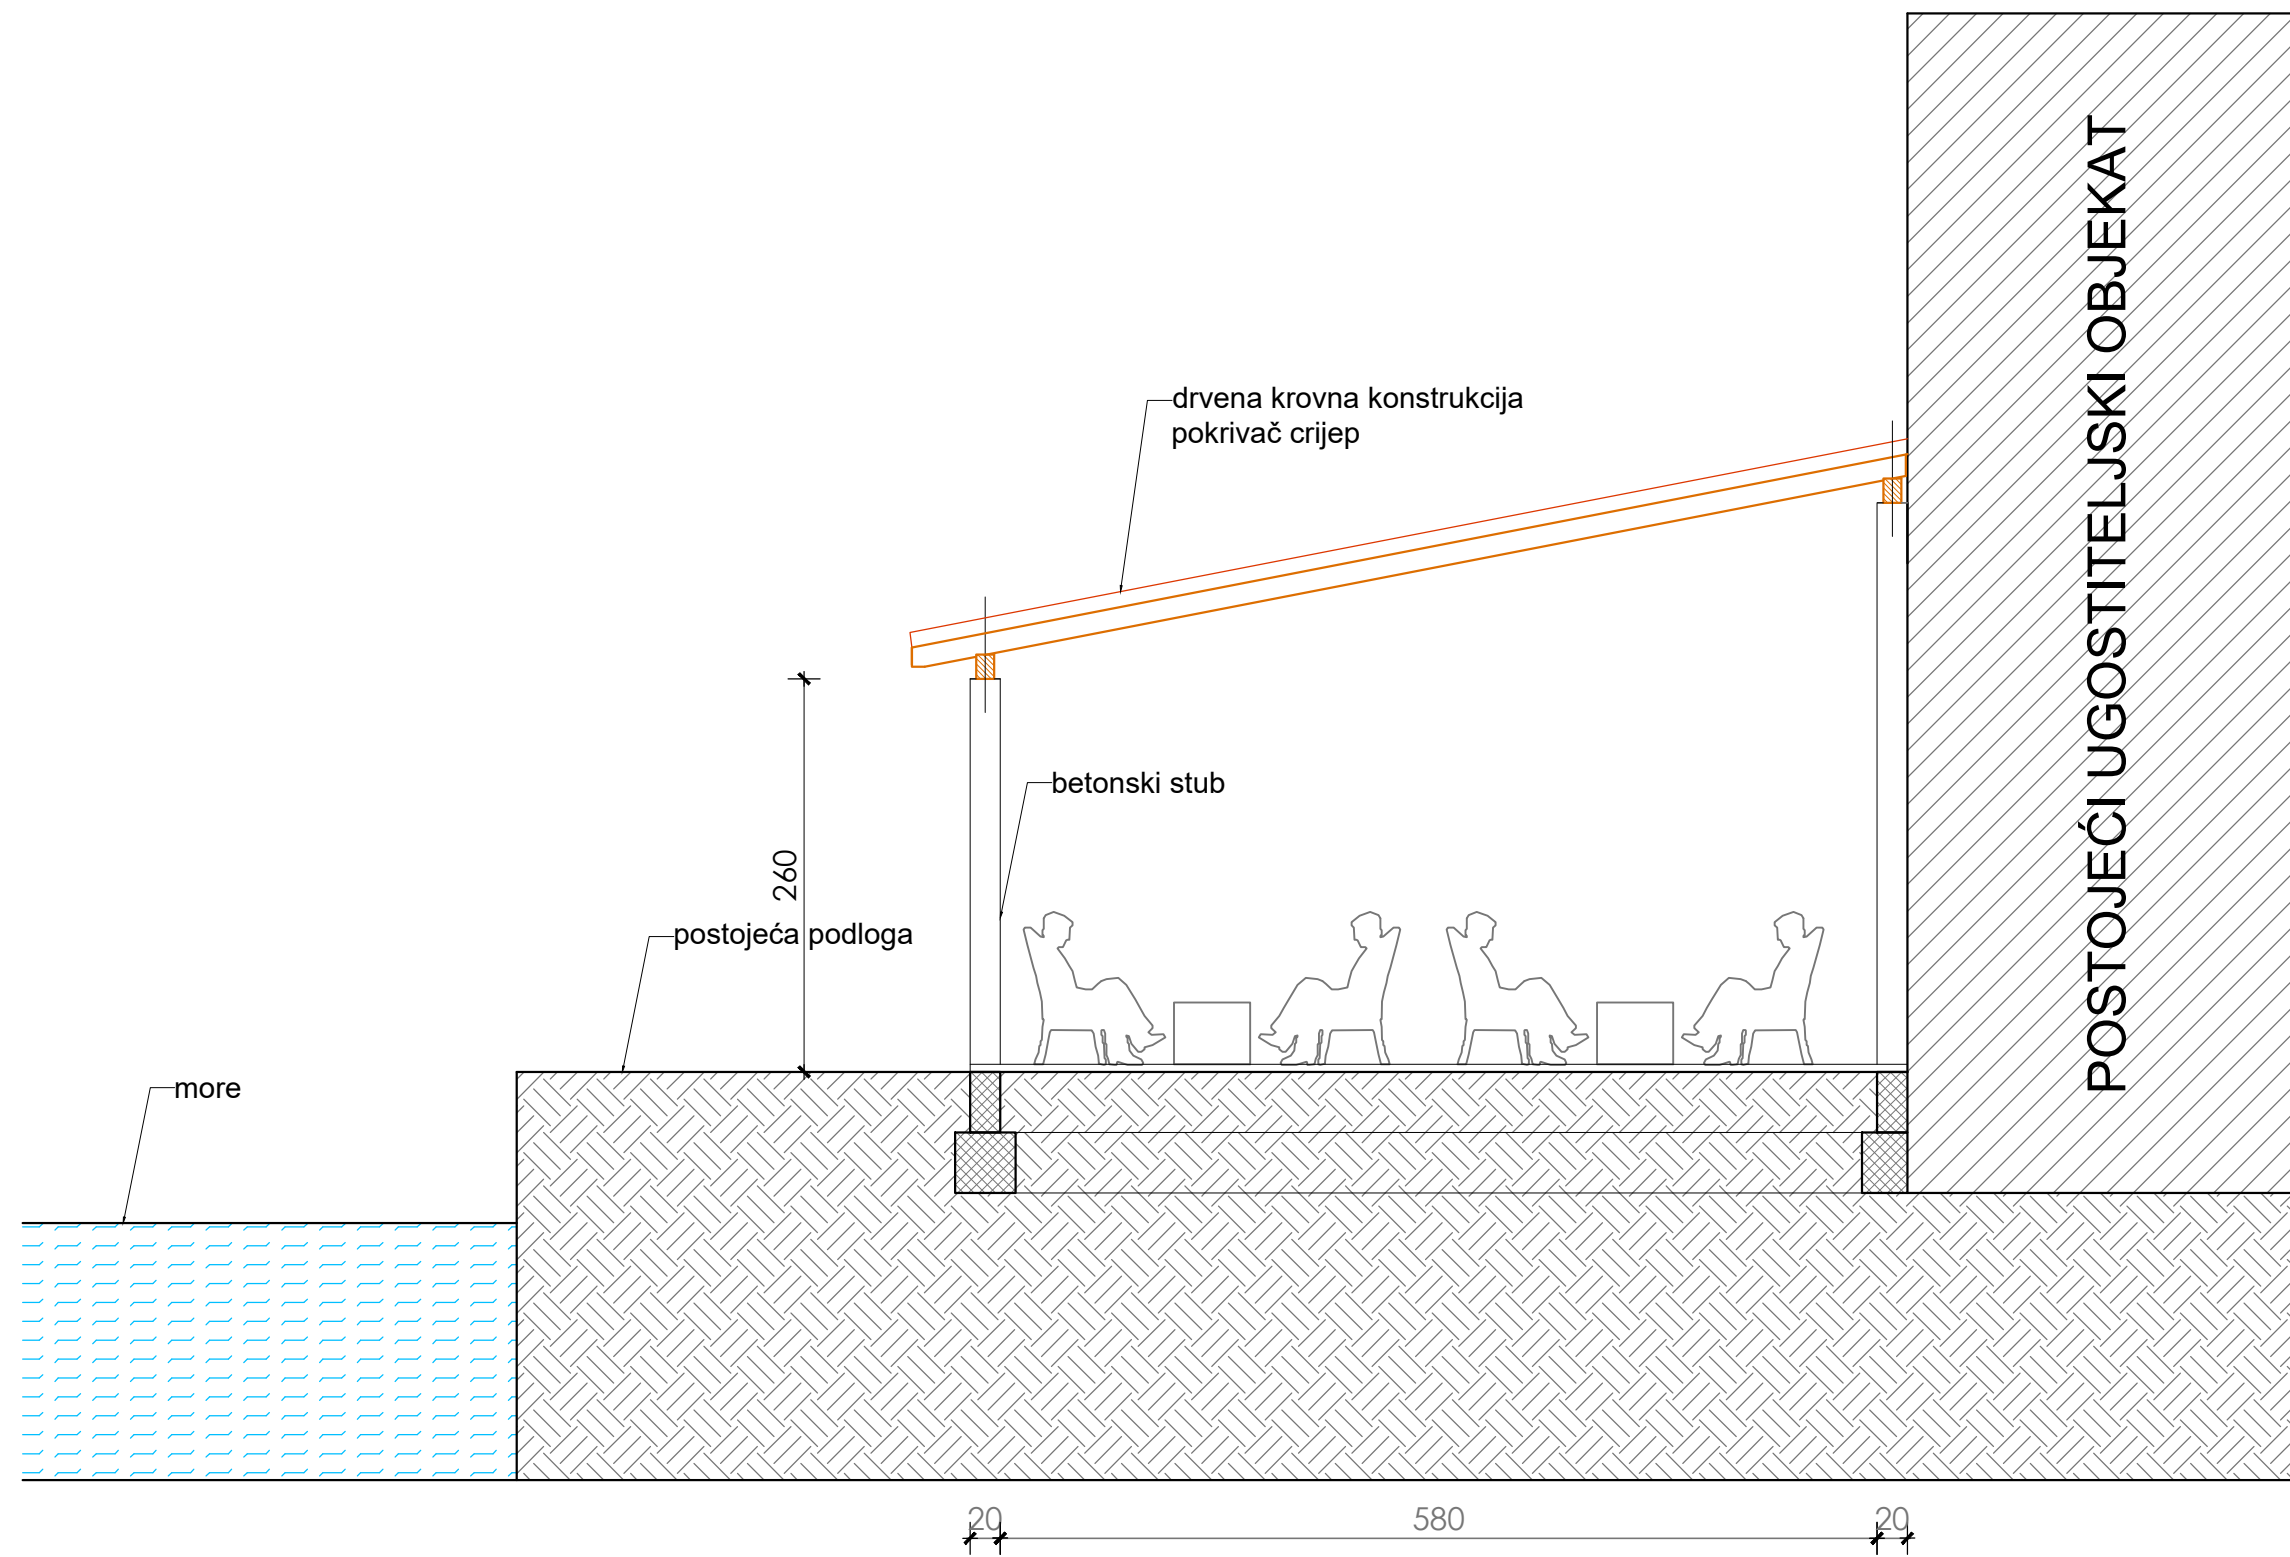 drvena krovna konstrukcija
pokrivač crijep
betonski stub
260
postojeća podloga
more
POSTOJEĆI UGOSTITELJSKI OBJEKAT
20
580
20